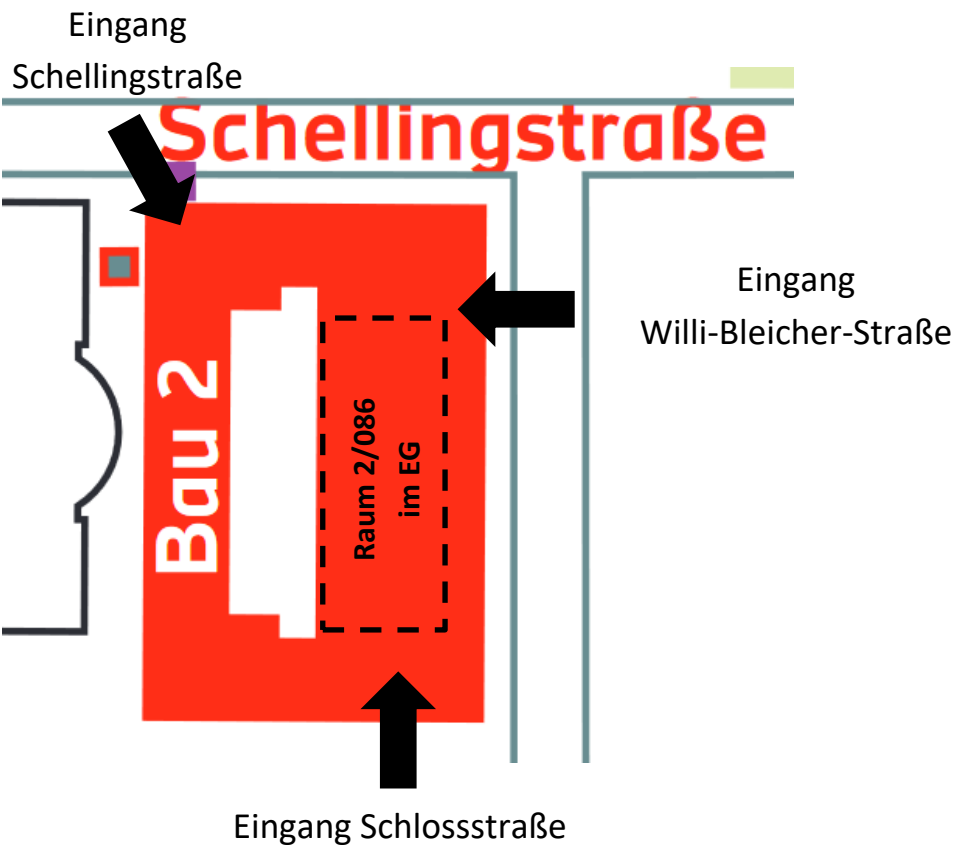 Eingang
Schellingstraße
Schellingstraße
Eingang
Willi-Bleicher-Straße
Bau 2
Raum 2/086
im EG
Eingang Schlossstraße